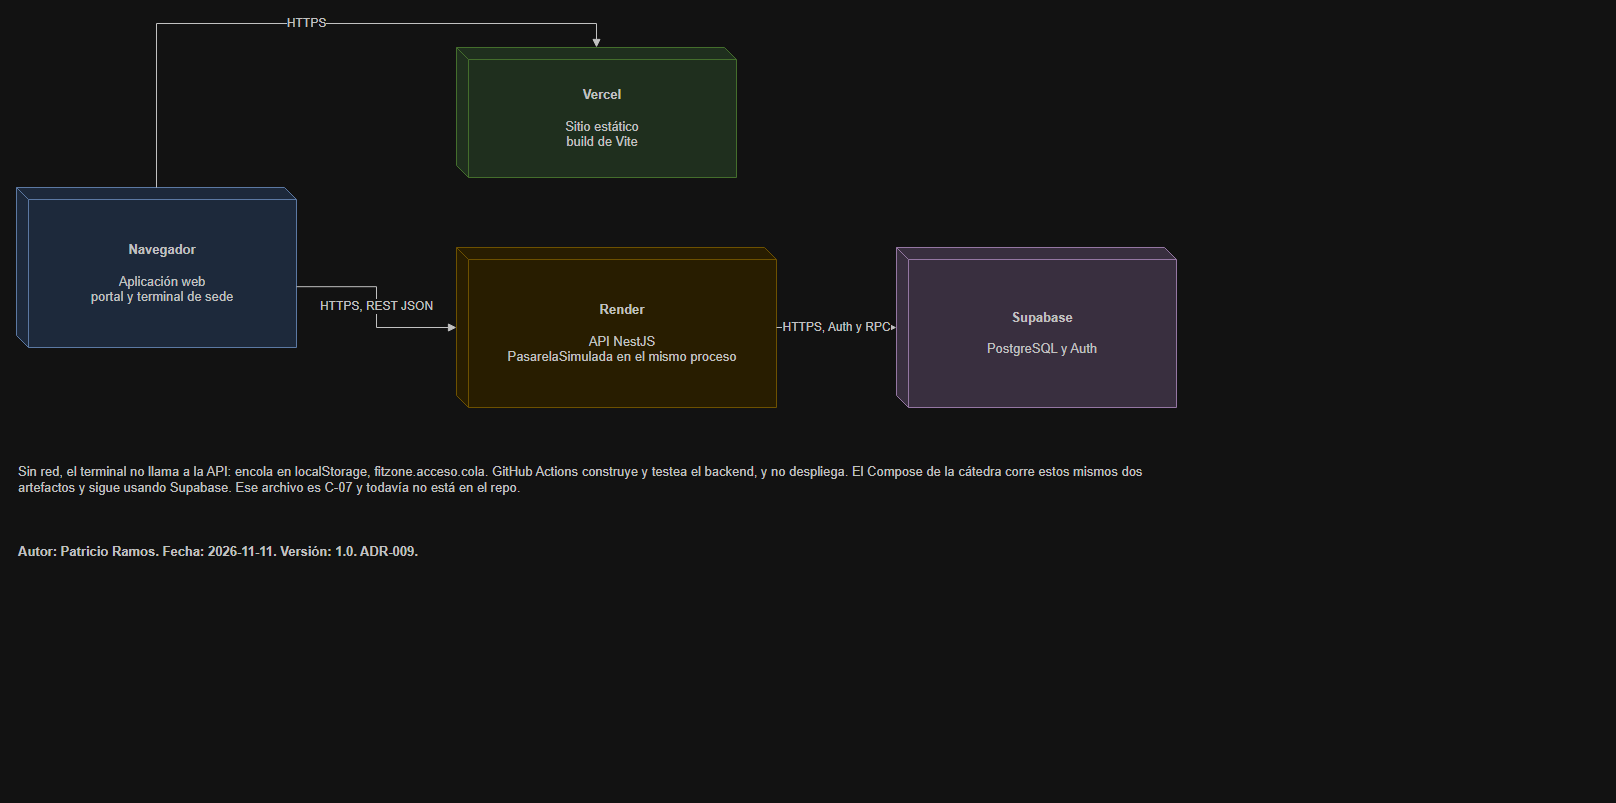 HTTPS
Vercel
Sitio estático
build de Vite
Navegador
Aplicación web
portal y terminal de sede
HTTPS, REST JSON
Render
API NestJS
PasarelaSimulada en el mismo proceso
HTTPS, Auth y RPC
Supabase
PostgreSQL y Auth
Sin red, el terminal no llama a la API: encola en localStorage, fitzone.acceso.cola. GitHub Actions construye y testea el backend, y no despliega. El Compose de la cátedra corre estos mismos dos
artefactos y sigue usando Supabase. Ese archivo es C-07 y todavía no está en el repo.
Autor: Patricio Ramos. Fecha: 2026-11-11. Versión: 1.0. ADR-009.